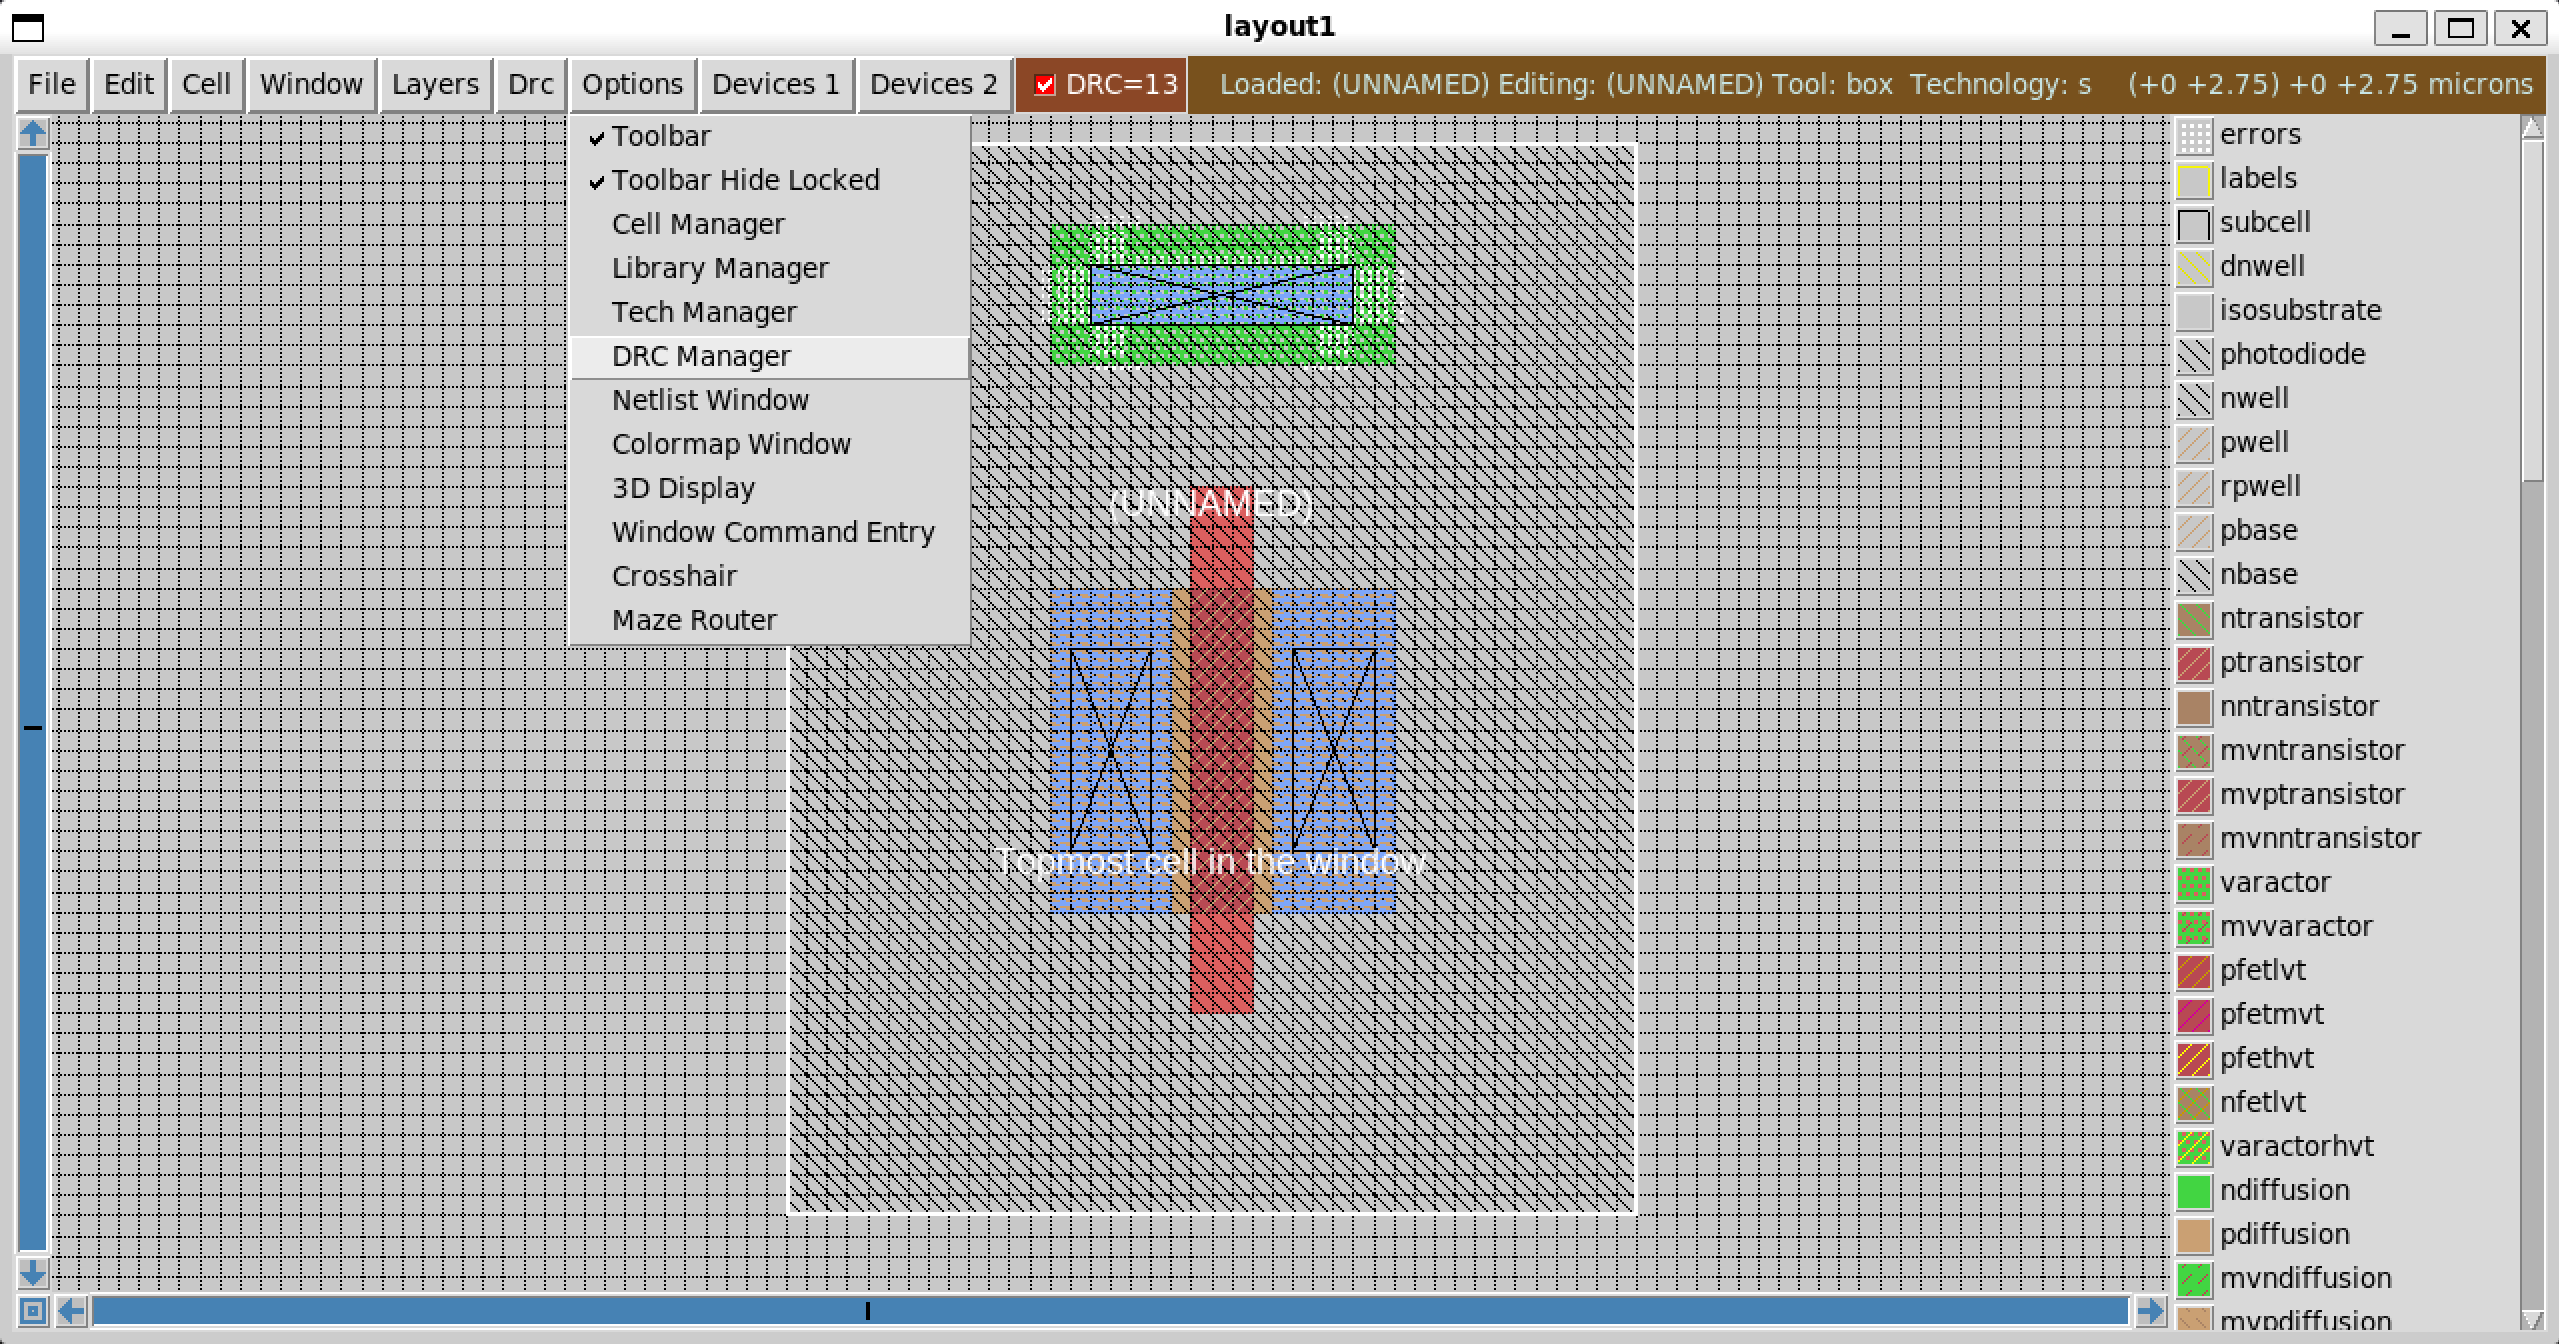 layout1
File Edit Cell Window Layers Drc Options Devices 1 Devices 2 DRC=13 Loaded: (UNNAMED) Editing: (UNNAMED) Tool: box Technology: s (+0 +2.75) +0 +2.75 microns
Toolbar
Toolbar Hide Locked
Cell Manager
Library Manager
Tech Manager
DRC Manager
Netlist Window
Colormap Window
3D Display
Window Command Entry
Crosshair
Maze Router
(UNNAMED)
Topmost cell in the window
errors
labels
subcell
dnwell
isosubstrate
photodiode
nwell
pwell
rpwell
pbase
nbase
ntransistor
ptransistor
nntransistor
mvntransistor
mvptransistor
mvnntransistor
varactor
mvvaractor
pfetlvt
pfetmvt
pfethvt
nfetlvt
varactorhvt
ndiffusion
pdiffusion
mvndiffusion
mvpdiffusion